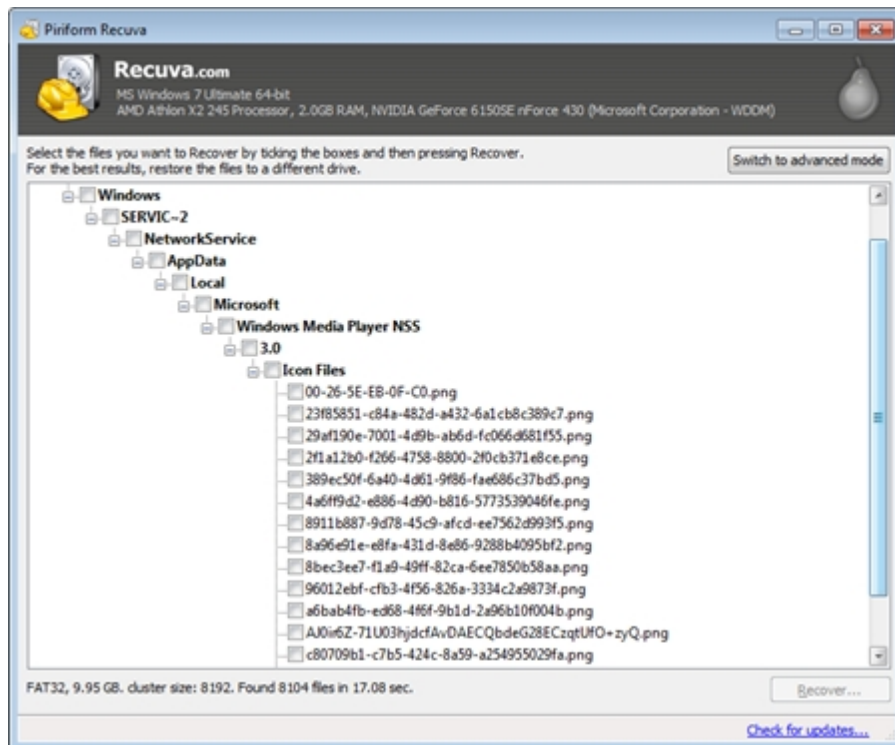 Piriform Recuva
Recuva.com
MS Windows 7 Ultimate 64-bit
AMD Athlon X2 245 Processor, 2.0GB RAM, NVIDIA GeForce 6150SE nForce 430 (Microsoft Corporation - WDDM)
Select the files you want to Recover by ticking the boxes and then pressing Recover.
For the best results, restore the files to a different drive.
Switch to advanced mode
Windows
SERVIC~2
NetworkService
AppData
Local
Microsoft
Windows Media Player NSS
3.0
Icon Files
00-26-5E-EB-0F-C0.png
23f85851-c84a-482d-a432-6a1cb8c389c7.png
29af190e-7001-4d9b-ab6d-fc066d681f55.png
2f1a12b0-f266-4758-8800-2f0cb371e8ce.png
389ec50f-6a40-4d61-9f86-fae686c37bd5.png
4a6ff9d2-e886-4d90-b816-5773539046fe.png
8911b887-9d78-45c9-afcd-ee7562d993f5.png
8a96e91e-e8fa-431d-8e86-9288b4095bf2.png
8bec3ee7-f1a9-49ff-82ca-6ee7850b58aa.png
96012ebf-cfb3-4f56-826a-3334c2a9873f.png
a6bab4fb-ed68-4f6f-9b1d-2a96b10f004b.png
AJ0ir6Z-71U03hjdcfAvDAECQbdeG28ECzqtUfO+zyQ.png
c80709b1-c7b5-424c-8a59-a254955029fa.png
FAT32, 9.95 GB. cluster size: 8192. Found 8104 files in 17.08 sec.
Recover...
Check for updates...